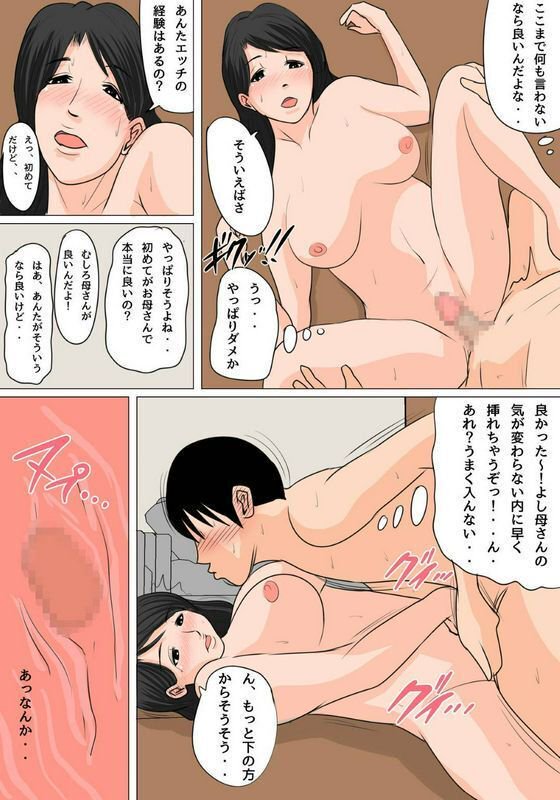 ここまで何も言わない
なら良いんだよな・・
そういえばさ
ギクッ!!
うっ・・
やっぱりダメか
あんたエッチの
経験はあるの?
えっ、初めて
だけど、、
やっぱりそうよね・・
初めてがお母さんで
本当に良いの?
むしろ母さんが
良いんだよ!
はあ、あんたがそういう
なら良いけど・・
良かった～!よし母さんの
気が変わらない内に早く
挿れちゃうぞっ!・・ん・
あれ?うまく入んない・・
グイッ…
グイ…
ん、もっと下の方
からそうそう・・
ヌプ…
あっなんか・・